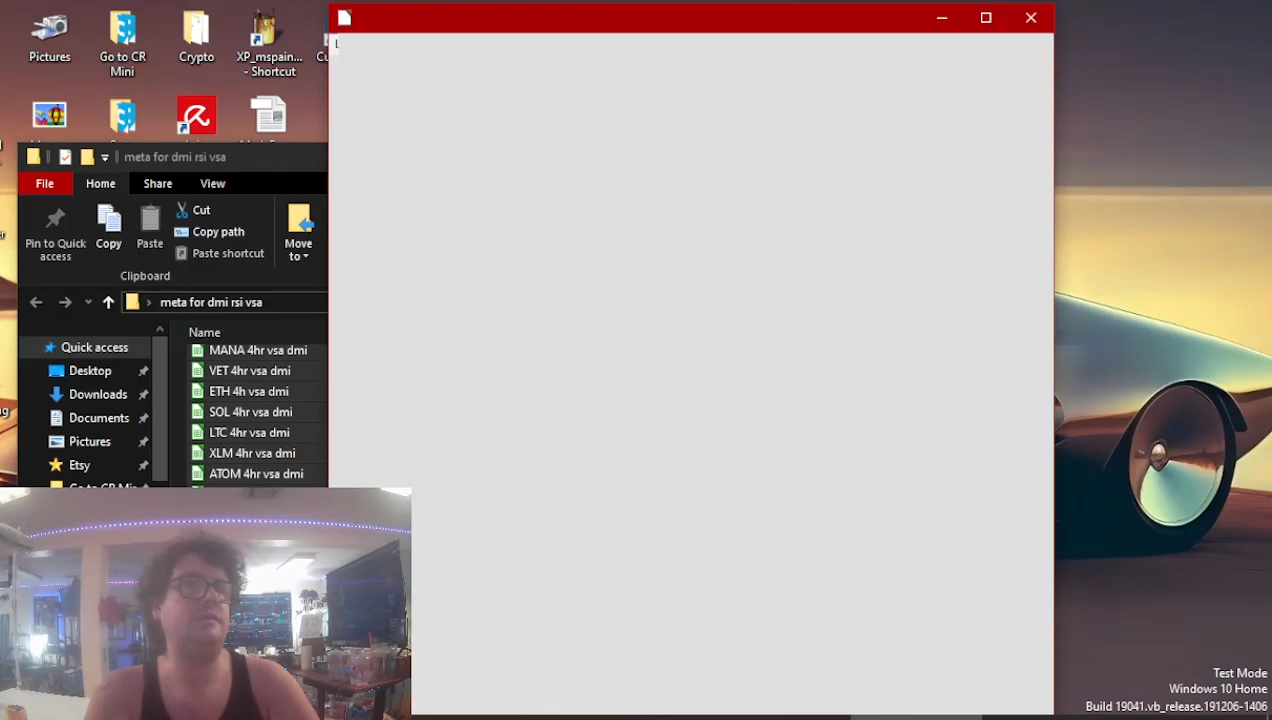 Pictures
Go to CR
Mini
Crypto
XP_mspain...
- Shortcut
meta for dmi rsi vsa
File
Home
Share
View
Pin to Quick
access
Copy
Paste
Cut
Copy path
Paste shortcut
Move
to
Clipboard
meta for dmi rsi vsa
Name
Quick access
Desktop
Downloads
Documents
Pictures
Etsy
MANA 4hr vsa dmi
VET 4hr vsa dmi
ETH 4h vsa dmi
SOL 4hr vsa dmi
LTC 4hr vsa dmi
XLM 4hr vsa dmi
ATOM 4hr vsa dmi
Test Mode
Windows 10 Home
Build 19041.vb_release.191206-1406